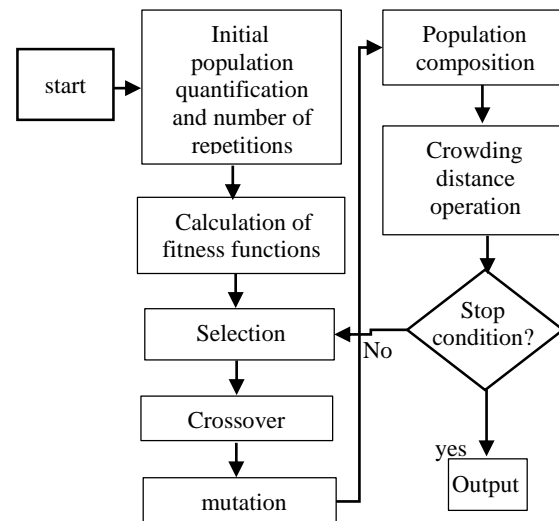 start
Initial
population
quantification
and number of
repetitions
Calculation of
fitness functions
Selection
Crossover
mutation
Population
composition
Crowding
distance
operation
Stop
condition?
No
yes
Output